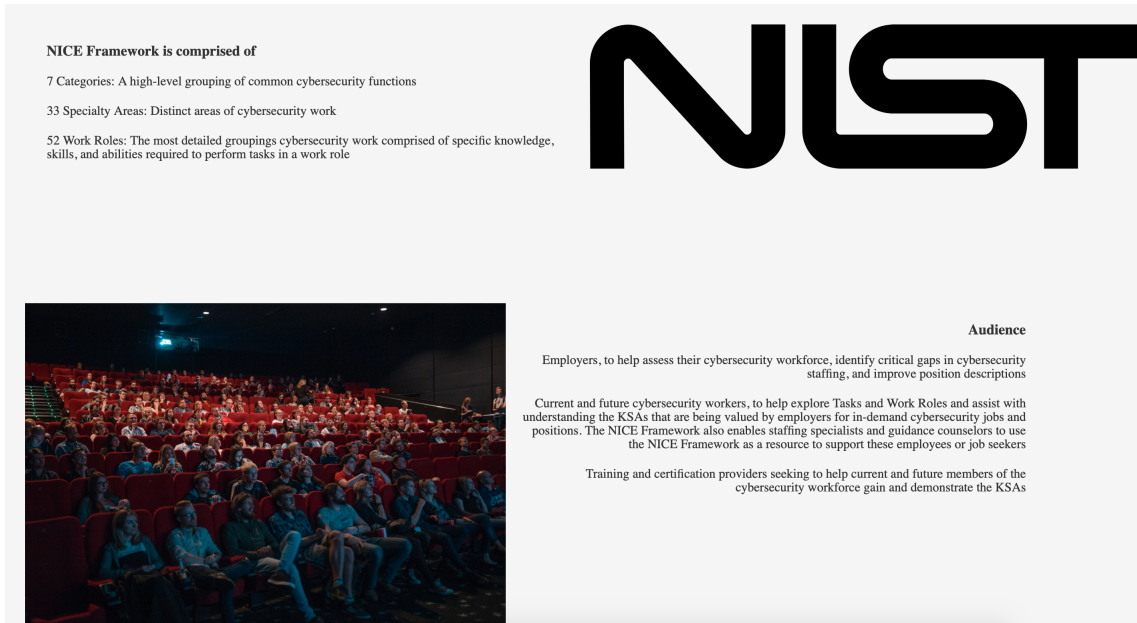 NICE Framework is comprised of
7 Categories: A high-level grouping of common cybersecurity functions
33 Specialty Areas: Distinct areas of cybersecurity work
52 Work Roles: The most detailed groupings cybersecurity work comprised of specific knowledge,
skills, and abilities required to perform tasks in a work role
NIST
Audience
Employers, to help assess their cybersecurity workforce, identify critical gaps in cybersecurity
staffing, and improve position descriptions
Current and future cybersecurity workers, to help explore Tasks and Work Roles and assist with
understanding the KSAs that are being valued by employers for in-demand cybersecurity jobs and
positions. The NICE Framework also enables staffing specialists and guidance counselors to use
the NICE Framework as a resource to support these employees or job seekers
Training and certification providers seeking to help current and future members of the
cybersecurity workforce gain and demonstrate the KSAs